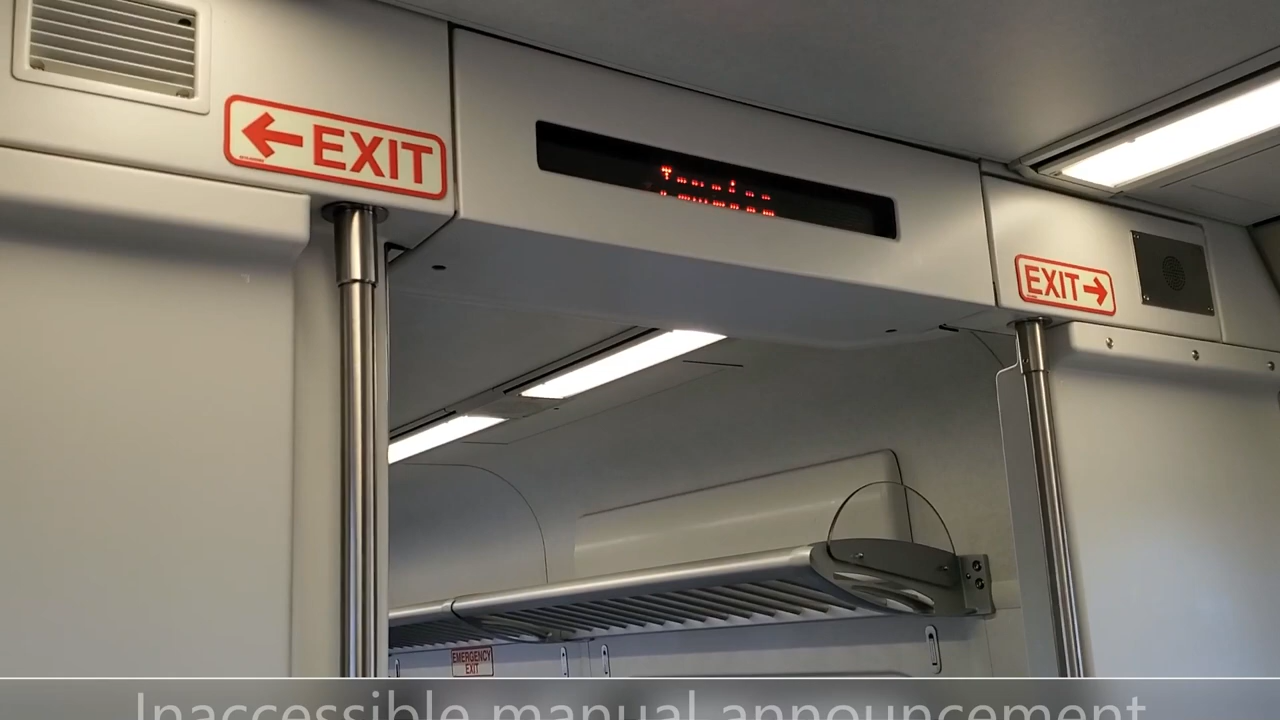 EXIT
EXIT
EMERGENCY
EXIT
Inaccessible manual announcement